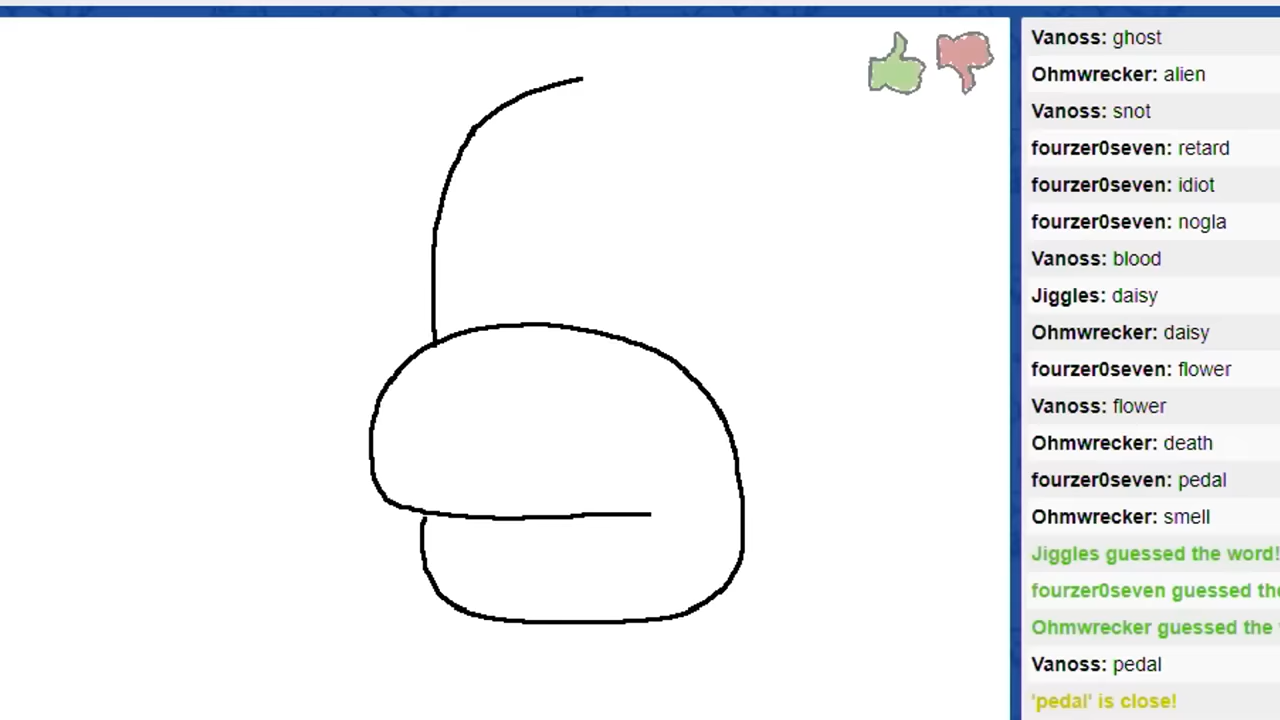 Vanoss: ghost
Ohmwrecker: alien
Vanoss: snot
fourzer0seven: retard
fourzer0seven: idiot
fourzer0seven: nogla
Vanoss: blood
Jiggles: daisy
Ohmwrecker: daisy
fourzer0seven: flower
Vanoss: flower
Ohmwrecker: death
fourzer0seven: pedal
Ohmwrecker: smell
Jiggles guessed the word!
fourzer0seven guessed the
Ohmwrecker guessed the
Vanoss: pedal
'pedal' is close!